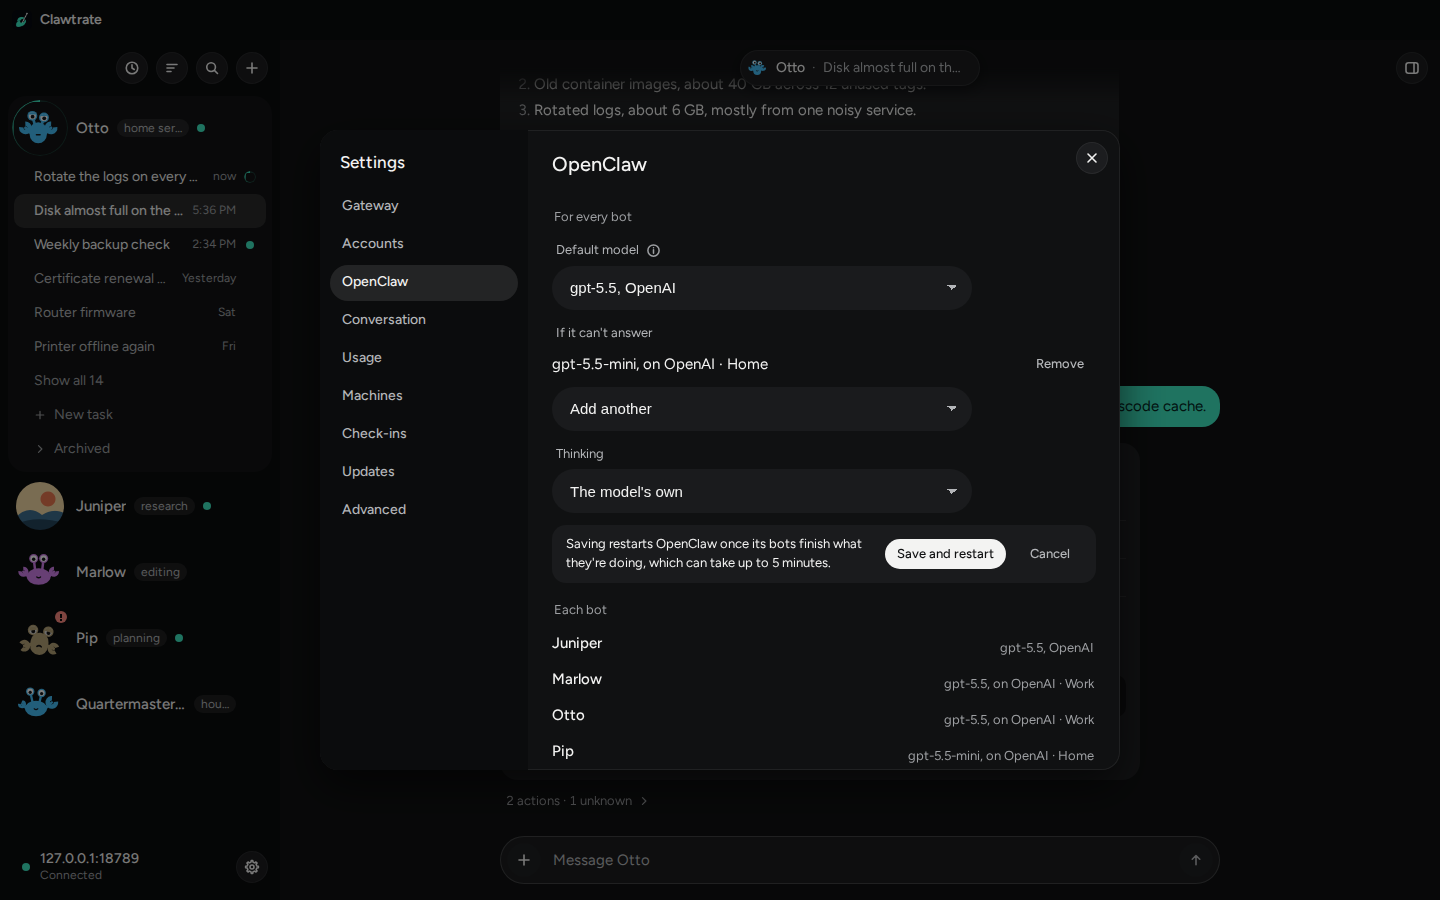 Clawtrate
Otto · Disk almost full on th...
2. Old container images, about 40 GB across 12 unused tags.
3. Rotated logs, about 6 GB, mostly from one noisy service.
Otto home ser...
Rotate the logs on every ... now
Disk almost full on the ... 5:36 PM
Weekly backup check 2:34 PM
Certificate renewal ... Yesterday
Router firmware Sat
Printer offline again Fri
Show all 14
+ New task
Archived
Juniper research
Marlow editing
! Pip planning
Quartermaster... hou...
127.0.0.1:18789
Connected
Settings
Gateway
Accounts
OpenClaw
Conversation
Usage
Machines
Check-ins
Updates
Advanced
OpenClaw
For every bot
Default model
gpt-5.5, OpenAI
If it can't answer
gpt-5.5-mini, on OpenAI · Home Remove
Add another
Thinking
The model's own
Saving restarts OpenClaw once its bots finish what
they're doing, which can take up to 5 minutes.
Save and restart Cancel
Each bot
Juniper gpt-5.5, OpenAI
Marlow gpt-5.5, on OpenAI · Work
Otto gpt-5.5, on OpenAI · Work
Pip gpt-5.5-mini, on OpenAI · Home
scode cache.
2 actions · 1 unknown
Message Otto